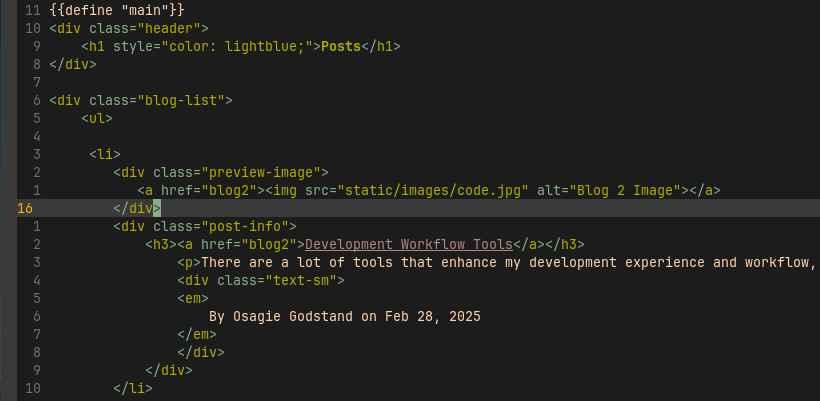 11 {{define "main"}}
10 <div class="header">
9     <h1 style="color: lightblue;">Posts</h1>
8 </div>
7
6 <div class="blog-list">
5     <ul>
4
3      <li>
2         <div class="preview-image">
1            <a href="blog2"><img src="static/images/code.jpg" alt="Blog 2 Image"></a>
16         </div>
1         <div class="post-info">
2             <h3><a href="blog2">Development Workflow Tools</a></h3>
3                 <p>There are a lot of tools that enhance my development experience and workflow,
4                 <div class="text-sm">
5                 <em>
6                     By Osagie Godstand on Feb 28, 2025
7                 </em>
8                 </div>
9             </div>
10         </li>